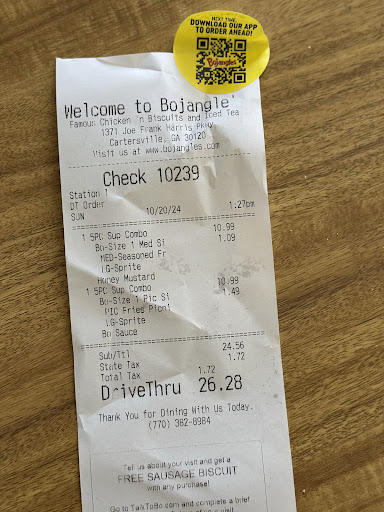 NEXT TIME,
DOWNLOAD OUR APP
TO ORDER AHEAD!
Bojangles
Welcome to Bojangle'
Famous Chicken 'n Biscuits and Iced Tea
1371 Joe Frank Harris Pkwy
Cartersville, GA 30120
Visit us at www.bojangles.com
Check 10239
Station 1
DT Order
SUN 10/20/24 1:27pm
1 5PC Sup Combo 10.99
Bo-Size 1 Med Si 1.09
MED-Seasoned Fr
LG-Sprite
Honey Mustard
1 5PC Sup Combo 10.99
Bo-Size 1 Pic Si 1.49
PIC Fries Picni
LG-Sprite
Bo Sauce
Sub/Ttl 24.56
State Tax 1.72
Total Tax 1.72
DriveThru 26.28
Thank You for Dining With Us Today.
(770) 382-8984
Tell us about your visit and get a
FREE SAUSAGE BISCUIT
with any purchase!
Go to TalkToBo.com and complete a brief